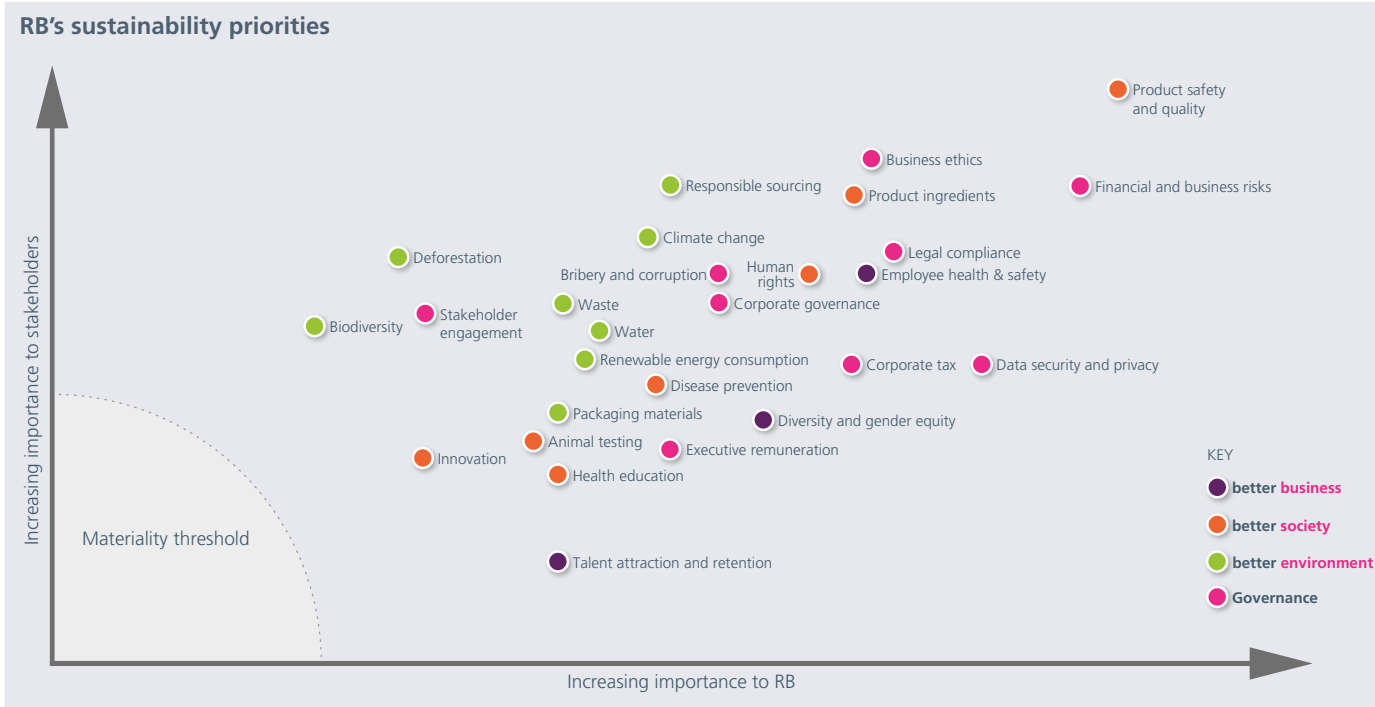 RB's sustainability priorities
Increasing importance to stakeholders
Product safety
and quality
Business ethics
Responsible sourcing
Financial and business risks
Product ingredients
Climate change
Legal compliance
Deforestation
Bribery and corruption
Human
rights
Employee health & safety
Waste
Corporate governance
Stakeholder
engagement
Biodiversity
Water
Renewable energy consumption
Corporate tax
Data security and privacy
Disease prevention
Packaging materials
Diversity and gender equity
Animal testing
Executive remuneration
Innovation
Health education
Materiality threshold
Talent attraction and retention
KEY
better business
better society
better environment
Governance
Increasing importance to RB